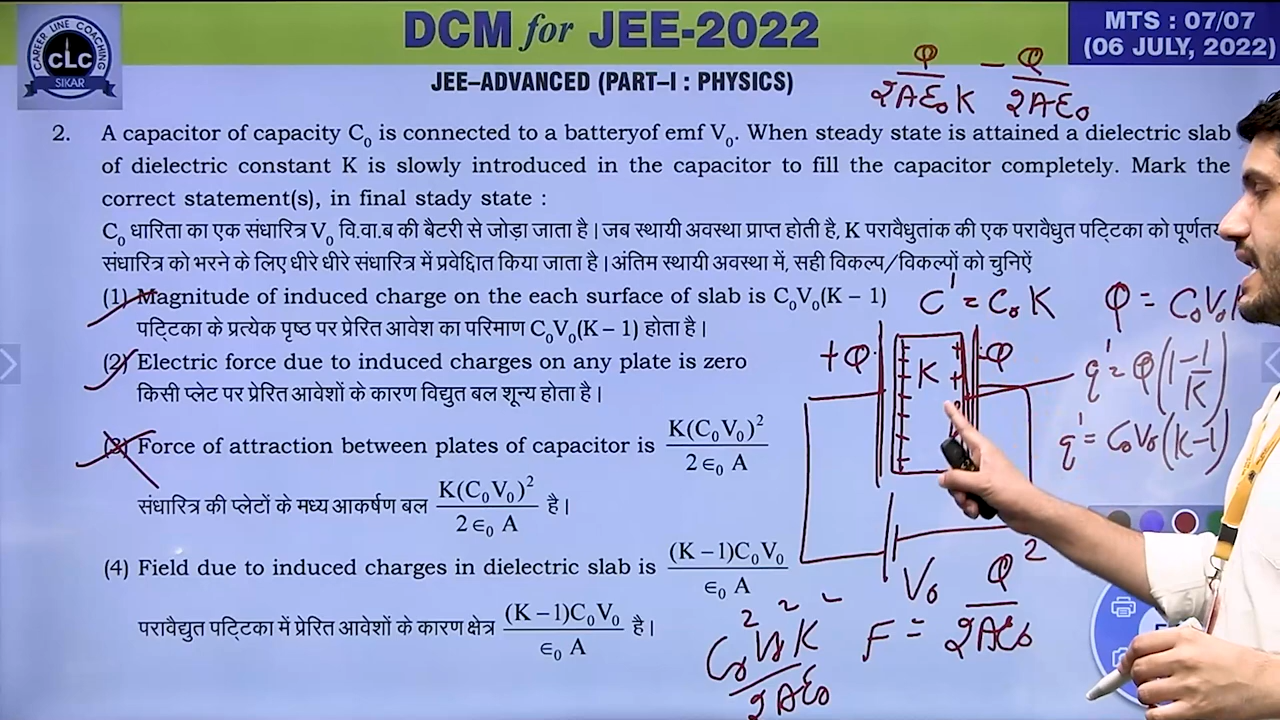 DCM for JEE-2022
MTS : 07/07
(06 JULY, 2022)
CAREER LINE COACHING
CLC
SIKAR
JEE–ADVANCED (PART–I : PHYSICS)
Φ/2Aε₀K − Φ/2Aε₀
2. A capacitor of capacity C₀ is connected to a batteryof emf V₀. When steady state is attained a dielectric slab
of dielectric constant K is slowly introduced in the capacitor to fill the capacitor completely. Mark the
correct statement(s), in final study state :
C₀ धारिता का एक संधारित्र V₀ वि.वा.ब की बैटरी से जोड़ा जाता है। जब स्थायी अवस्था प्राप्त होती है, K परावैधुतांक की एक परावैधुत पट्टिका को
संधारित्र को भरने के लिए धीरे धीरे संधारित्र में प्रवेक्षित किया जाता है। अंतिम स्थायी अवस्था में, सही विकल्प/विकल्पों को चुनिऐं
(1) Magnitude of induced charge on the each surface of slab is C₀V₀(K – 1)
पट्टिका के प्रत्येक पृष्ठ पर प्रेरित आवेश का परिमाण C₀V₀(K – 1) होता है।
(2) Electric force due to induced charges on any plate is zero
किसी प्लेट पर प्रेरित आवेशों के कारण विद्युत बल शून्य होता है।
(3) Force of attraction between plates of capacitor is K(C₀V₀)²/2∈₀ A
संधारित्र की प्लेटों के मध्य आकर्षण बल K(C₀V₀)²/2∈₀ A है।
(4) Field due to induced charges in dielectric slab is (K – 1)C₀V₀/∈₀ A
परावैद्युत पट्टिका में प्रेरित आवेशों के कारण क्षेत्र (K – 1)C₀V₀/∈₀ A है।
C' = C₀K
Φ = C₀V₀
+Φ
K
-Φ
q' = Φ(1-1/K)
q' = C₀V₀(K-1)
V₀
F = Φ²/2Aε₀
C₀²V₀²K²/2Aε₀